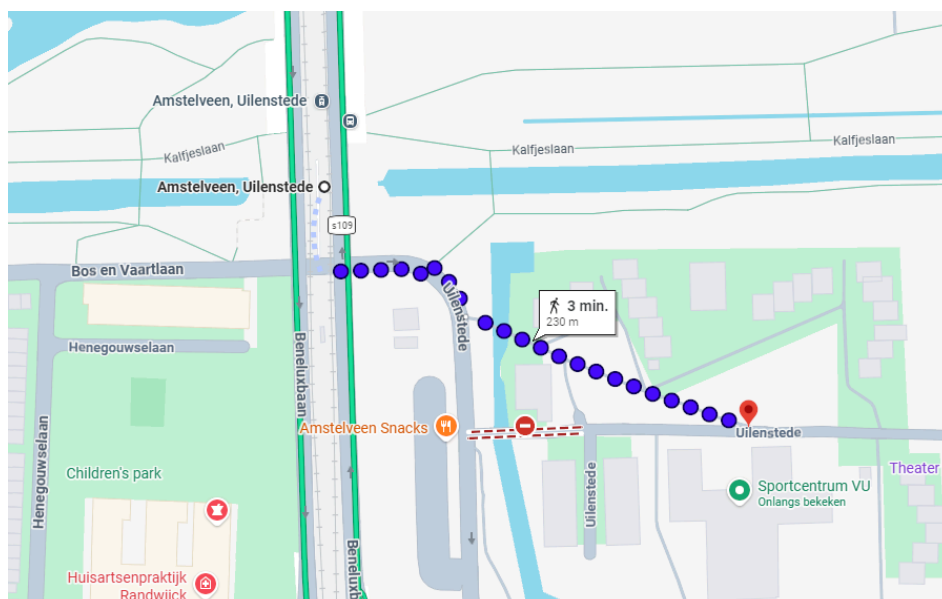 Amstelveen, Uilenstede
Kalfjeslaan
Kalfjeslaan
Kalfjeslaan
Amstelveen, Uilenstede
s109
Bos en Vaartlaan
Uilenstede
3 min.
230 m
Henegouwselaan
Beneluxbaan
Amstelveen Snacks
Uilenstede
Henegouwselaan
Children's park
Uilenstede
Theater
Sportcentrum VU
Onlangs bekeken
Beneluxba
Huisartsenpraktijk
Randwijck